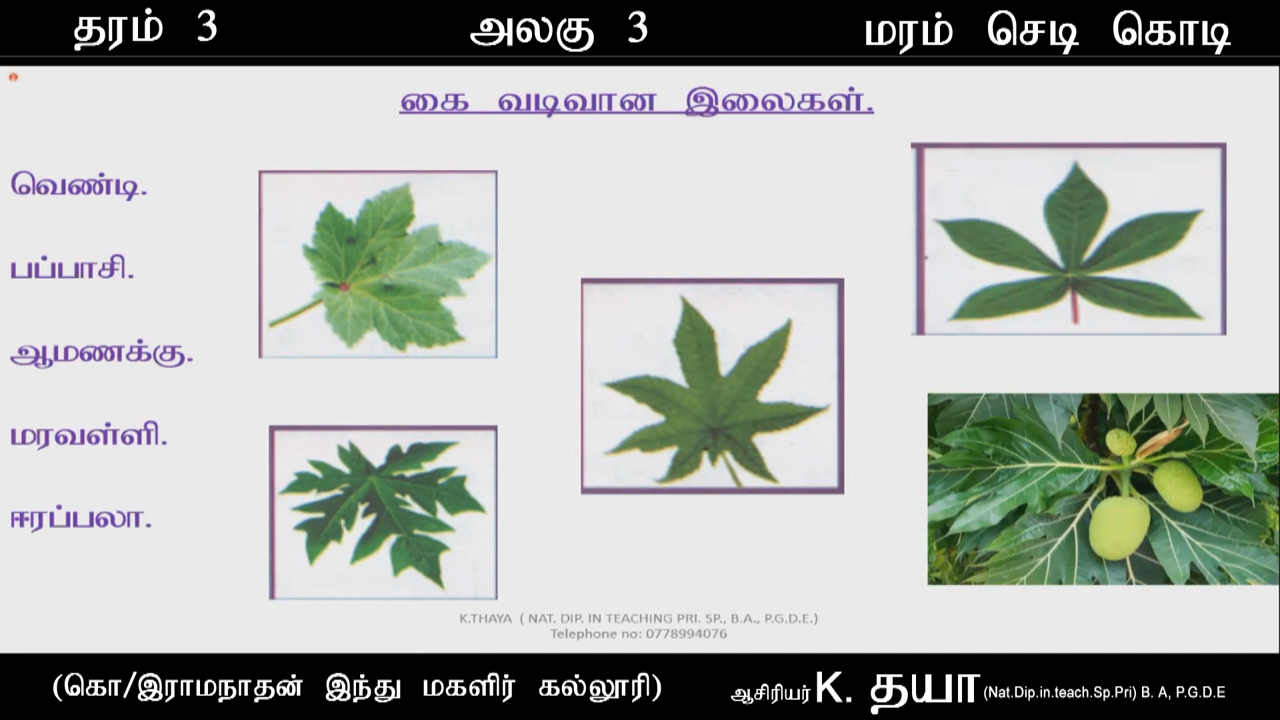 தரம் 3 அலகு 3 மரம் செடி கொடி
கை வடிவான இலைகள்.
வெண்டி.
பப்பாசி.
ஆமணக்கு.
மரவள்ளி.
ஈரப்பலா.
K.THAYA ( NAT. DIP. IN TEACHING PRI. SP., B.A., P.G.D.E.)
Telephone no: 0778994076
(கொ/இராமநாதன் இந்து மகளிர் கல்லூரி) ஆசிரியர் K. தயா (Nat.Dip.in.teach.Sp.Pri) B. A, P.G.D.E